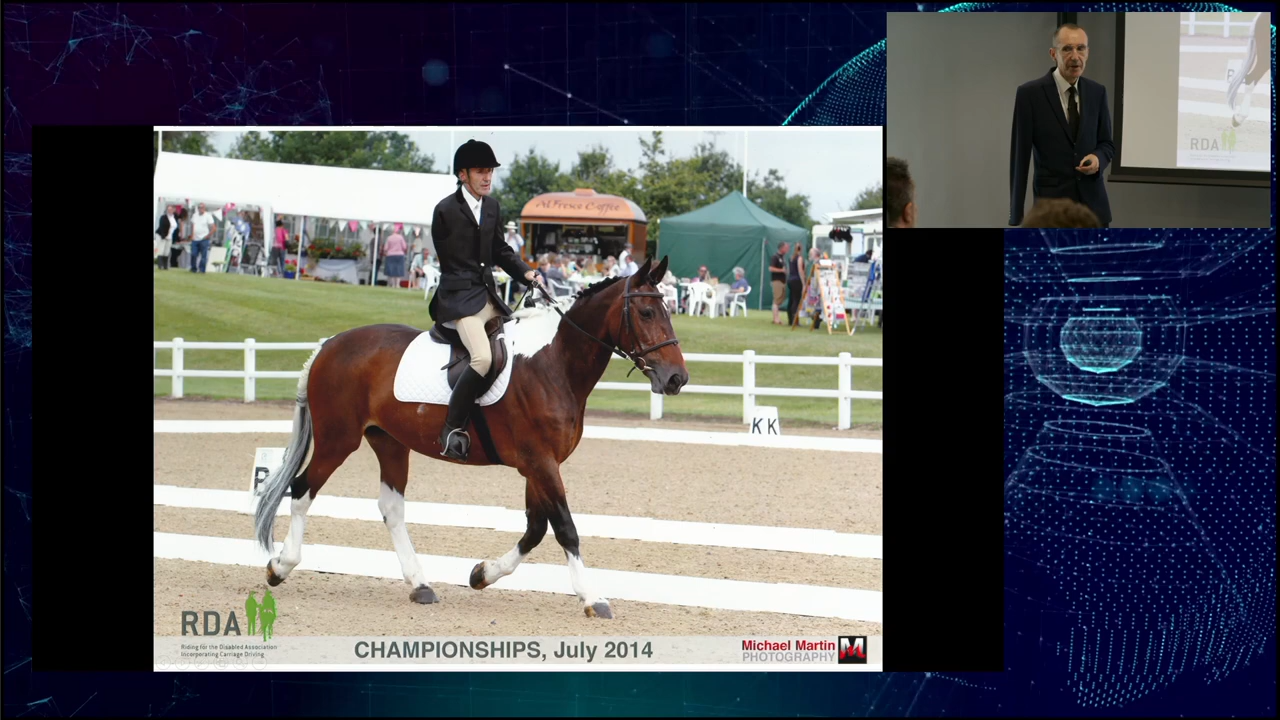 Al Fresco Coffee
K K
RDA
Riding for the Disabled Association
Incorporating Carriage Driving
CHAMPIONSHIPS, July 2014
Michael Martin
PHOTOGRAPHY
M
RDA